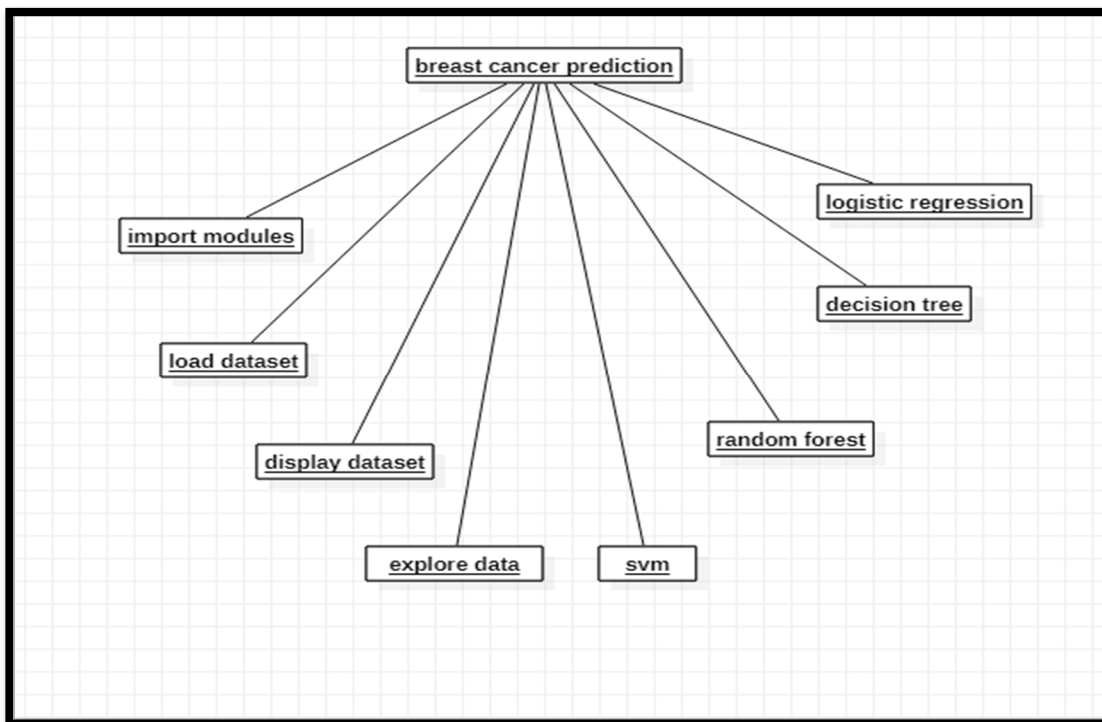 breast cancer prediction
logistic regression
import modules
decision tree
load dataset
random forest
display dataset
explore data
svm